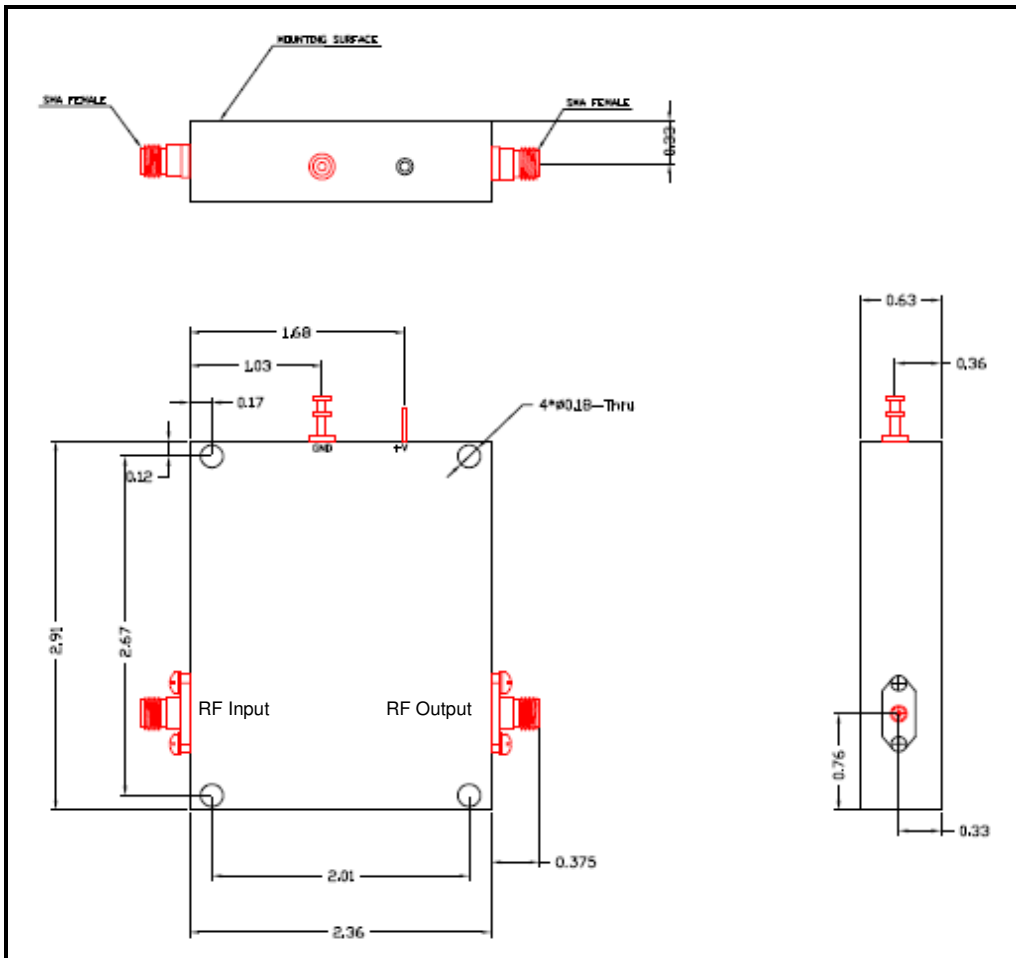 MOUNTING SURFACE
SMA FEMALE
SMA FEMALE
0.33
0.63
1.68
0.36
1.03
0.17
4*ø0.18-Thru
GND
+V
0.12
2.91
2.67
RF Input
RF Output
0.76
0.33
0.375
2.01
2.36